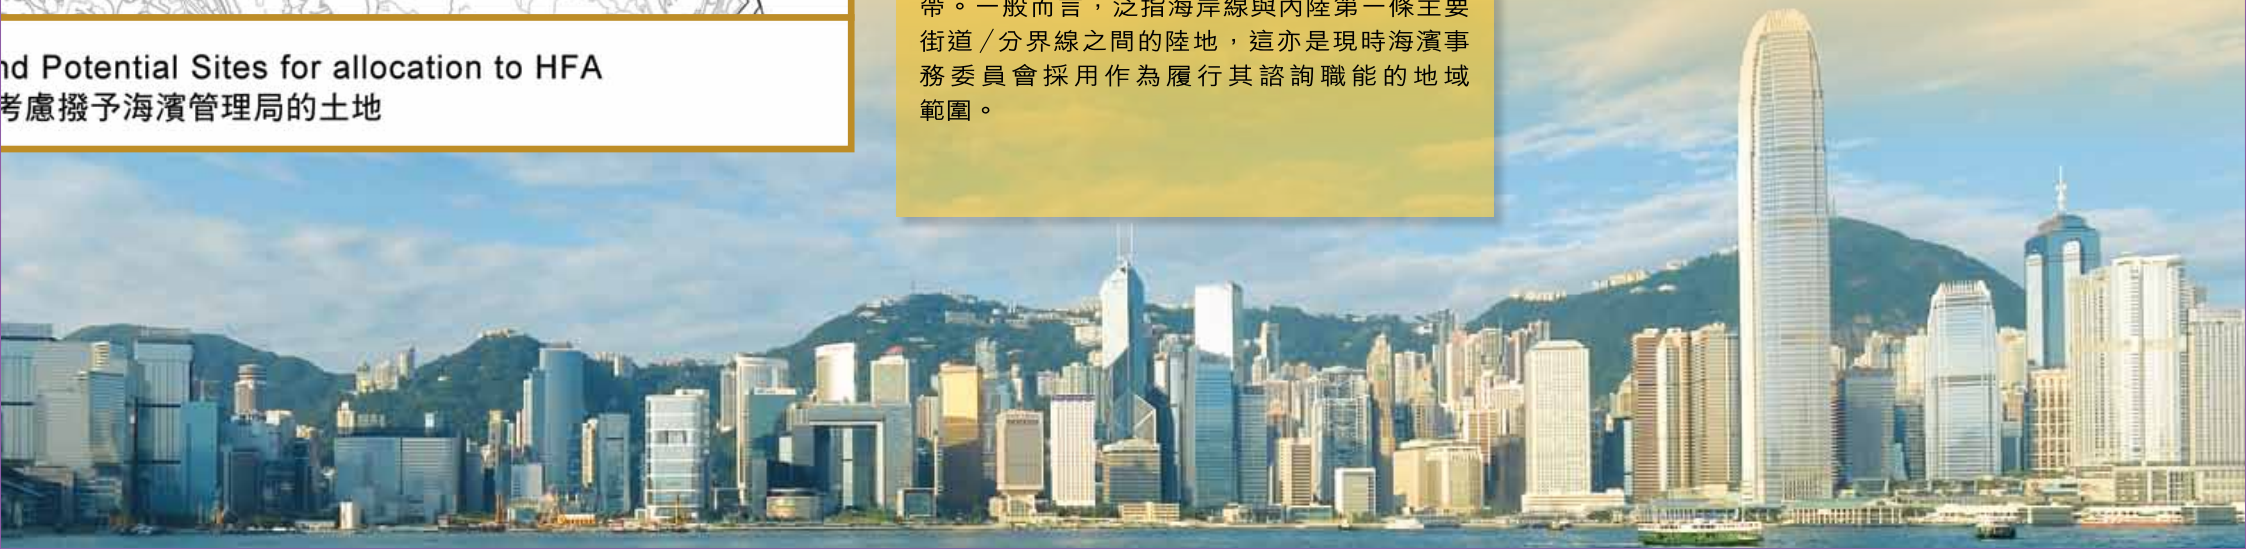 nd Potential Sites for allocation to HFA
考慮撥予海濱管理局的土地
帶。一般而言，泛指海岸線與內陸第一條主要
街道/分界線之間的陸地，這亦是現時海濱事
務委員會採用作為履行其諮詢職能的地域
範圍。